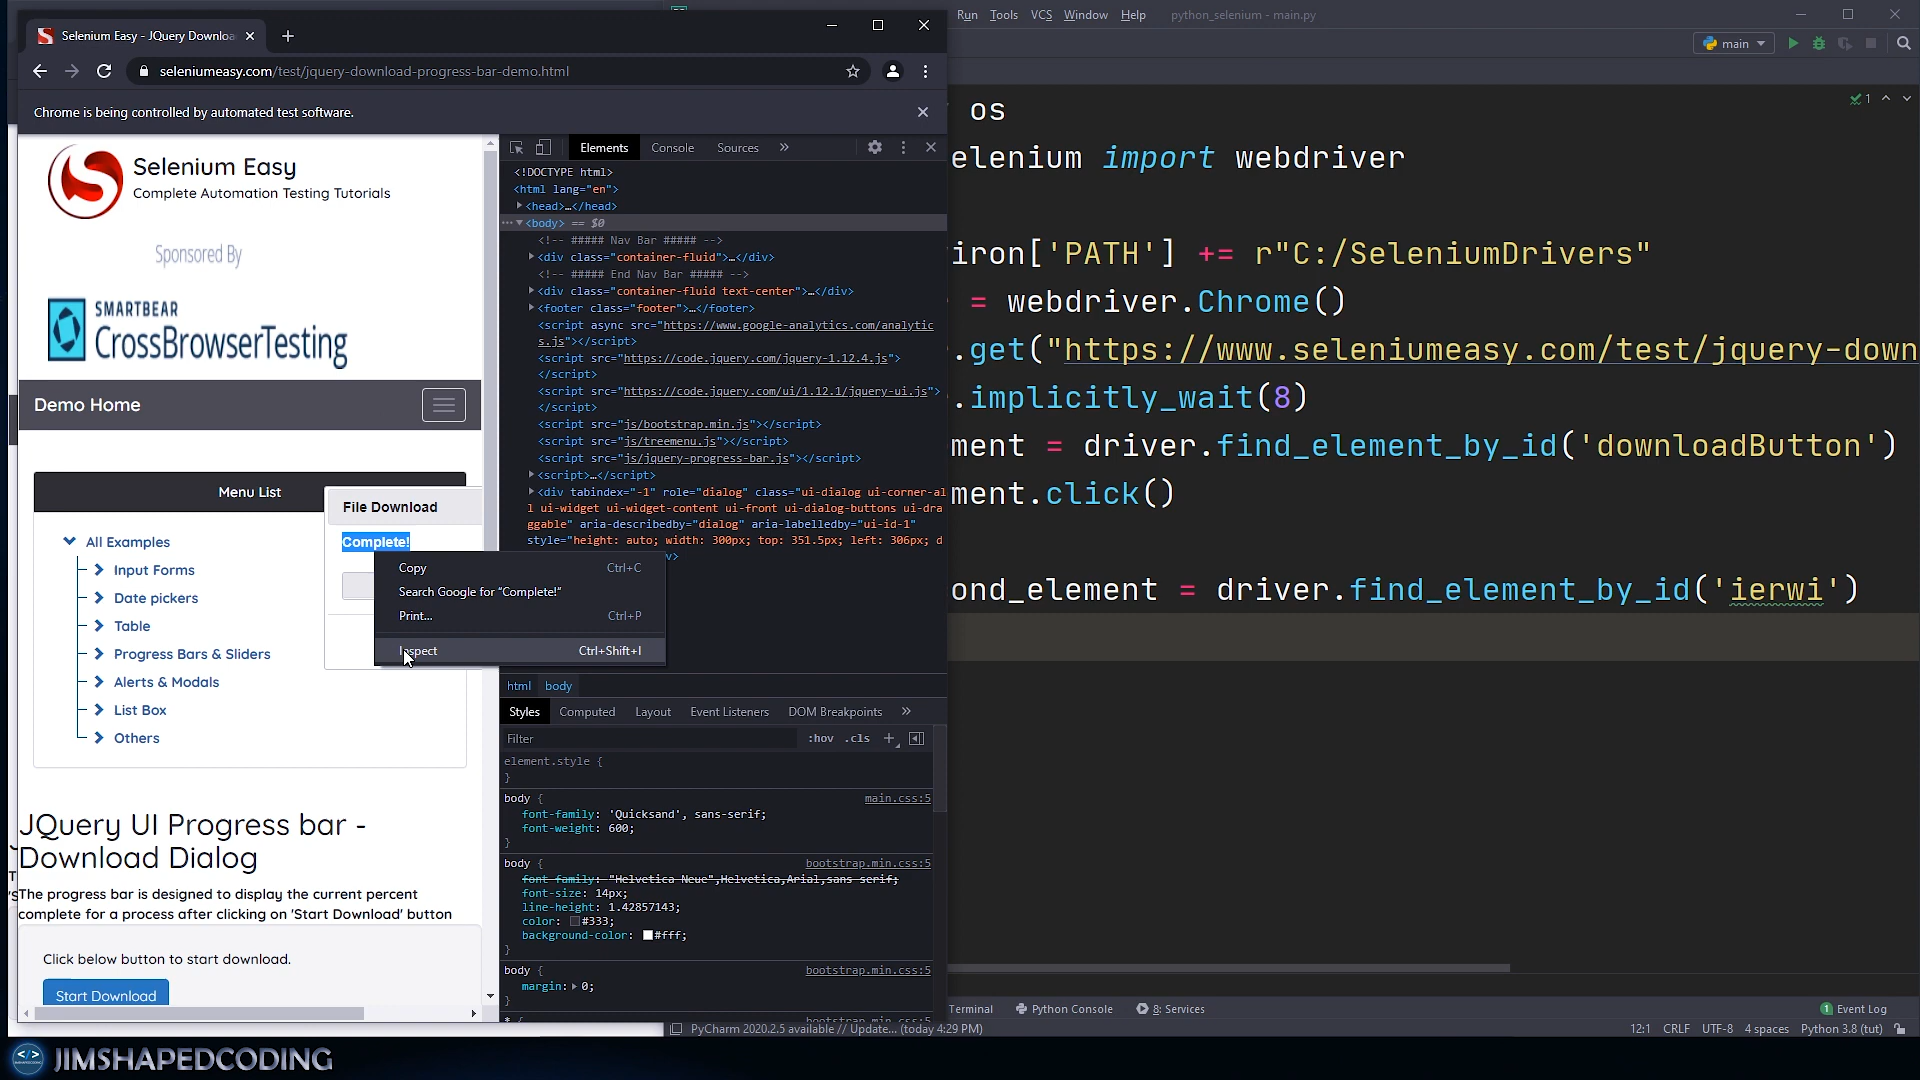 Selenium Easy - JQuery Downloa
seleniumeasy.com/test/jquery-download-progress-bar-demo.html
Chrome is being controlled by automated test software.
Selenium Easy
Complete Automation Testing Tutorials
Sponsored By
SMARTBEAR
CrossBrowserTesting
Demo Home
Menu List
All Examples
Input Forms
Date pickers
Table
Progress Bars & Sliders
Alerts & Modals
List Box
Others
File Download
Complete!
Copy Ctrl+C
Search Google for “Complete!”
Print... Ctrl+P
Inspect Ctrl+Shift+I
JQuery UI Progress bar -
Download Dialog
The progress bar is designed to display the current percent
complete for a process after clicking on 'Start Download' button
Click below button to start download.
Start Download
Elements Console Sources »
<!DOCTYPE html>
<html lang="en">
<head>…</head>
<body> == $0
<!-- ##### Nav Bar ##### -->
<div class="container-fluid">…</div>
<!-- ##### End Nav Bar ##### -->
<div class="container-fluid text-center">…</div>
<footer class="footer">…</footer>
<script async src="https://www.google-analytics.com/analytic
s.js"></script>
<script src="https://code.jquery.com/jquery-1.12.4.js">
</script>
<script src="https://code.jquery.com/ui/1.12.1/jquery-ui.js">
</script>
<script src="js/bootstrap.min.js"></script>
<script src="js/treemenu.js"></script>
<script src="js/jquery-progress-bar.js"></script>
<script>…</script>
<div tabindex="-1" role="dialog" class="ui-dialog ui-corner-al
l ui-widget ui-widget-content ui-front ui-dialog-buttons ui-dra
ggable" aria-describedby="dialog" aria-labelledby="ui-id-1"
style="height: auto; width: 300px; top: 351.5px; left: 306px; d
v>
html body
Styles Computed Layout Event Listeners DOM Breakpoints »
Filter :hov .cls +
element.style {
}
body { main.css:5
font-family: 'Quicksand', sans-serif;
font-weight: 600;
}
body { bootstrap.min.css:5
font-family: "Helvetica Neue",Helvetica,Arial,sans-serif;
font-size: 14px;
line-height: 1.42857143;
color: #333;
background-color: #fff;
}
body { bootstrap.min.css:5
margin: 0;
}
* { bootstrap.min.css:5
Run Tools VCS Window Help python_selenium - main.py
main
1
os
elenium import webdriver
iron['PATH'] += r"C:/SeleniumDrivers"
= webdriver.Chrome()
.get("https://www.seleniumeasy.com/test/jquery-down
.implicitly_wait(8)
ment = driver.find_element_by_id('downloadButton')
ment.click()
ond_element = driver.find_element_by_id('ierwi')
Terminal Python Console 8: Services 1 Event Log
PyCharm 2020.2.5 available // Update... (today 4:29 PM) 12:1 CRLF UTF-8 4 spaces Python 3.8 (tut)
JIMSHAPEDCODING